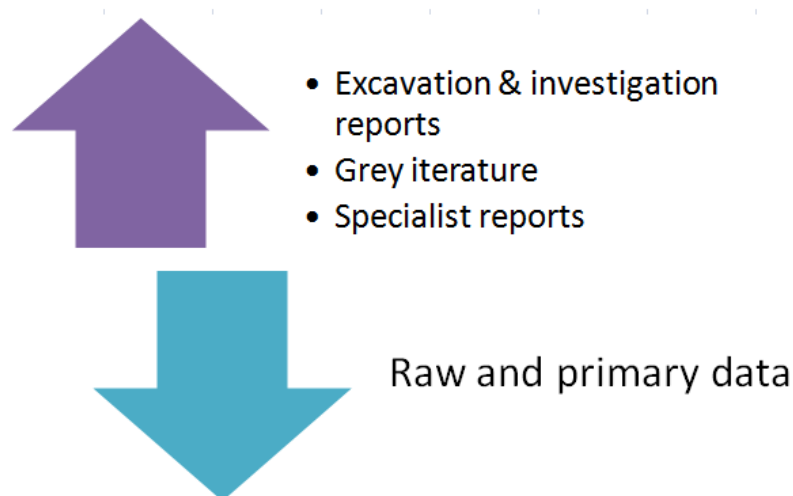 • Excavation & investigation
reports
• Grey iterature
• Specialist reports
Raw and primary data